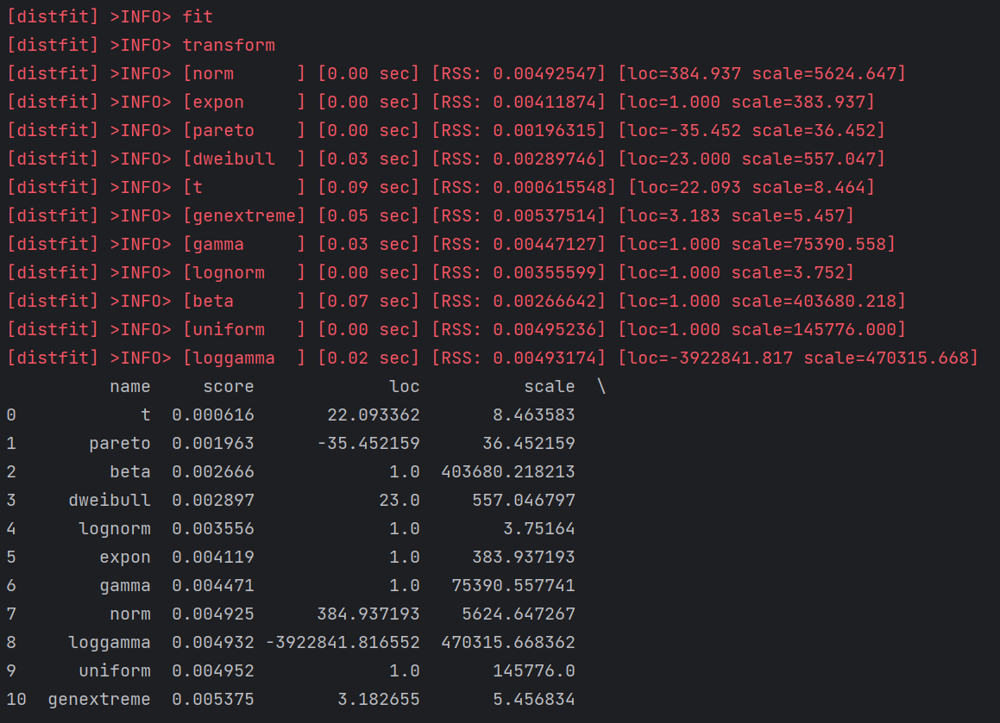 [distfit] >INFO> fit
[distfit] >INFO> transform
[distfit] >INFO> [norm      ] [0.00 sec] [RSS: 0.00492547] [loc=384.937 scale=5624.647]
[distfit] >INFO> [expon     ] [0.00 sec] [RSS: 0.00411874] [loc=1.000 scale=383.937]
[distfit] >INFO> [pareto    ] [0.00 sec] [RSS: 0.00196315] [loc=-35.452 scale=36.452]
[distfit] >INFO> [dweibull  ] [0.03 sec] [RSS: 0.00289746] [loc=23.000 scale=557.047]
[distfit] >INFO> [t         ] [0.09 sec] [RSS: 0.000615548] [loc=22.093 scale=8.464]
[distfit] >INFO> [genextreme] [0.05 sec] [RSS: 0.00537514] [loc=3.183 scale=5.457]
[distfit] >INFO> [gamma     ] [0.03 sec] [RSS: 0.00447127] [loc=1.000 scale=75390.558]
[distfit] >INFO> [lognorm   ] [0.00 sec] [RSS: 0.00355599] [loc=1.000 scale=3.752]
[distfit] >INFO> [beta      ] [0.07 sec] [RSS: 0.00266642] [loc=1.000 scale=403680.218]
[distfit] >INFO> [uniform   ] [0.00 sec] [RSS: 0.00495236] [loc=1.000 scale=145776.000]
[distfit] >INFO> [loggamma  ] [0.02 sec] [RSS: 0.00493174] [loc=-3922841.817 scale=470315.668]
          name     score             loc          scale  \
0            t  0.000616       22.093362       8.463583
1       pareto  0.001963      -35.452159      36.452159
2         beta  0.002666             1.0  403680.218213
3     dweibull  0.002897            23.0     557.046797
4      lognorm  0.003556             1.0        3.75164
5        expon  0.004119             1.0     383.937193
6        gamma  0.004471             1.0   75390.557741
7         norm  0.004925      384.937193    5624.647267
8     loggamma  0.004932 -3922841.816552  470315.668362
9      uniform  0.004952             1.0       145776.0
10  genextreme  0.005375        3.182655       5.456834